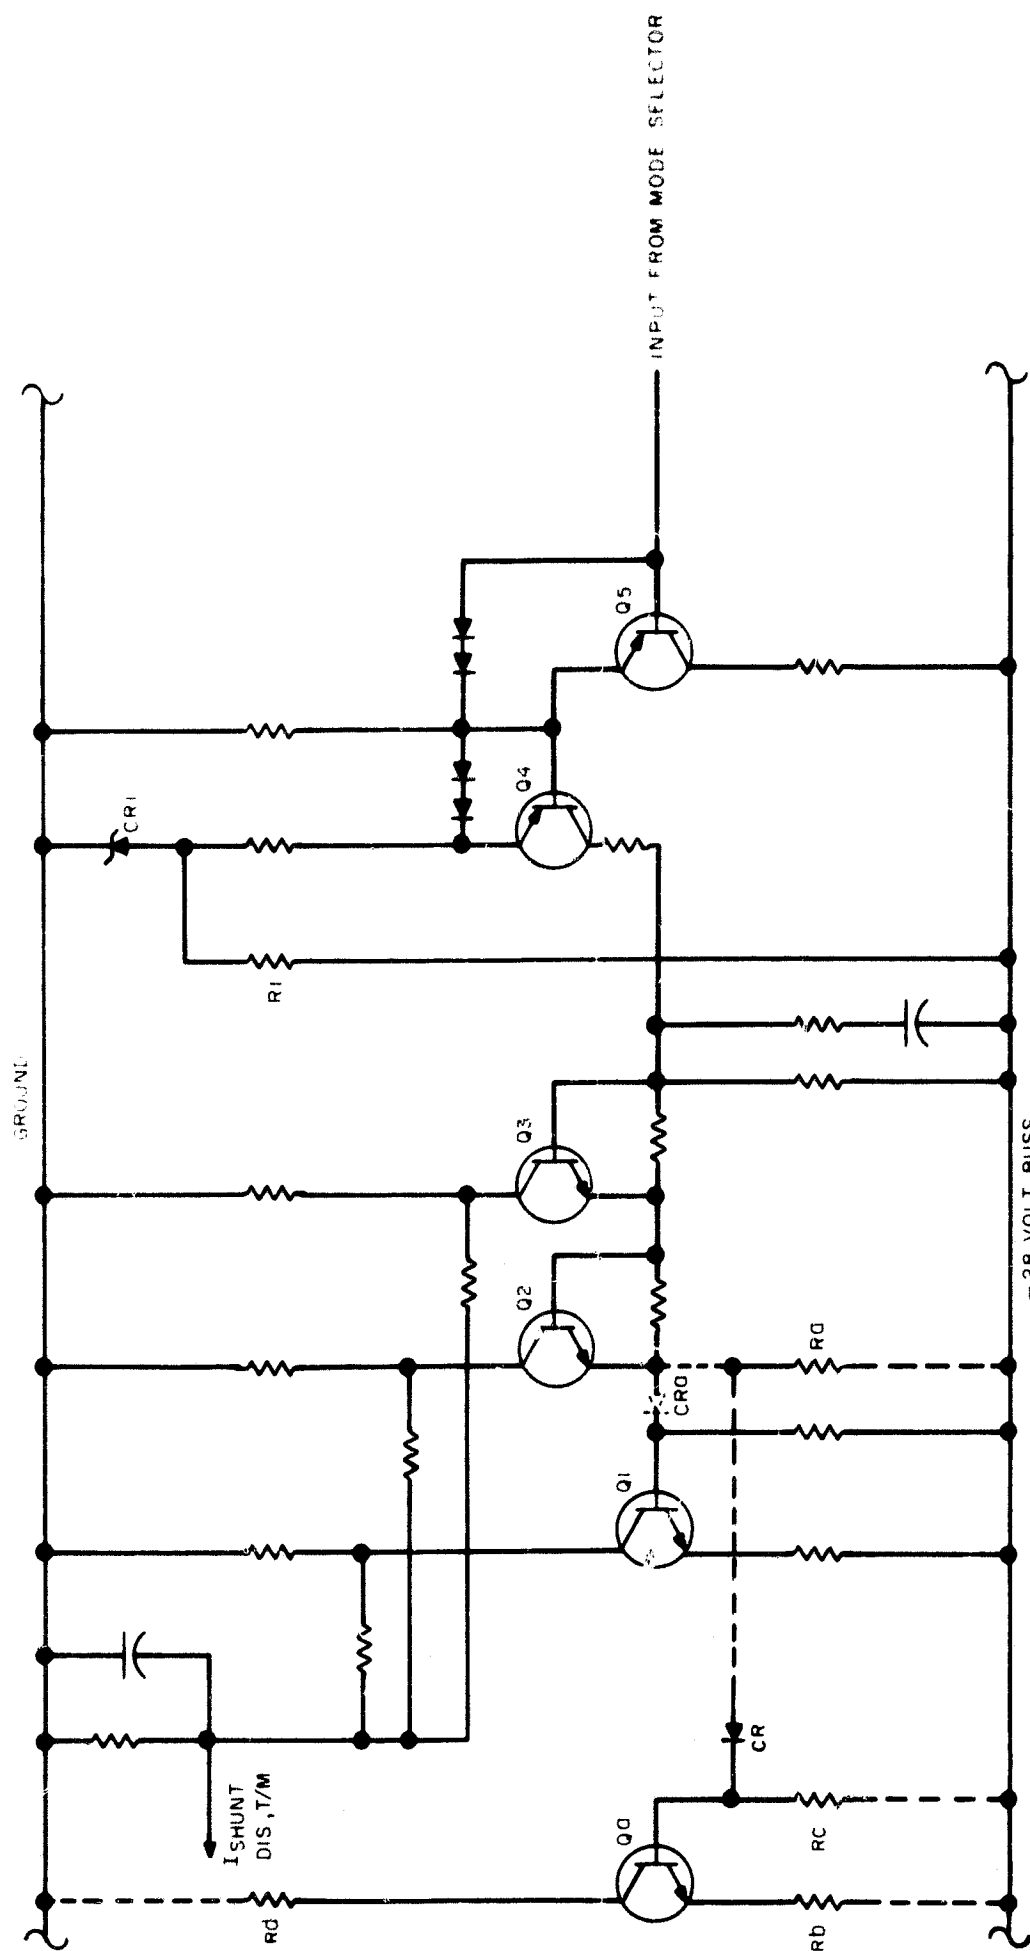 GROUND
INPUT FROM MODE SELECTOR
CR1
R1
Q4
Q5
Q3
Q2
Q1
CRa
Ra
I SHUNT
DIS, T/M
CR
Qa
Rd
RC
Rb
-28 VOLT BUSS